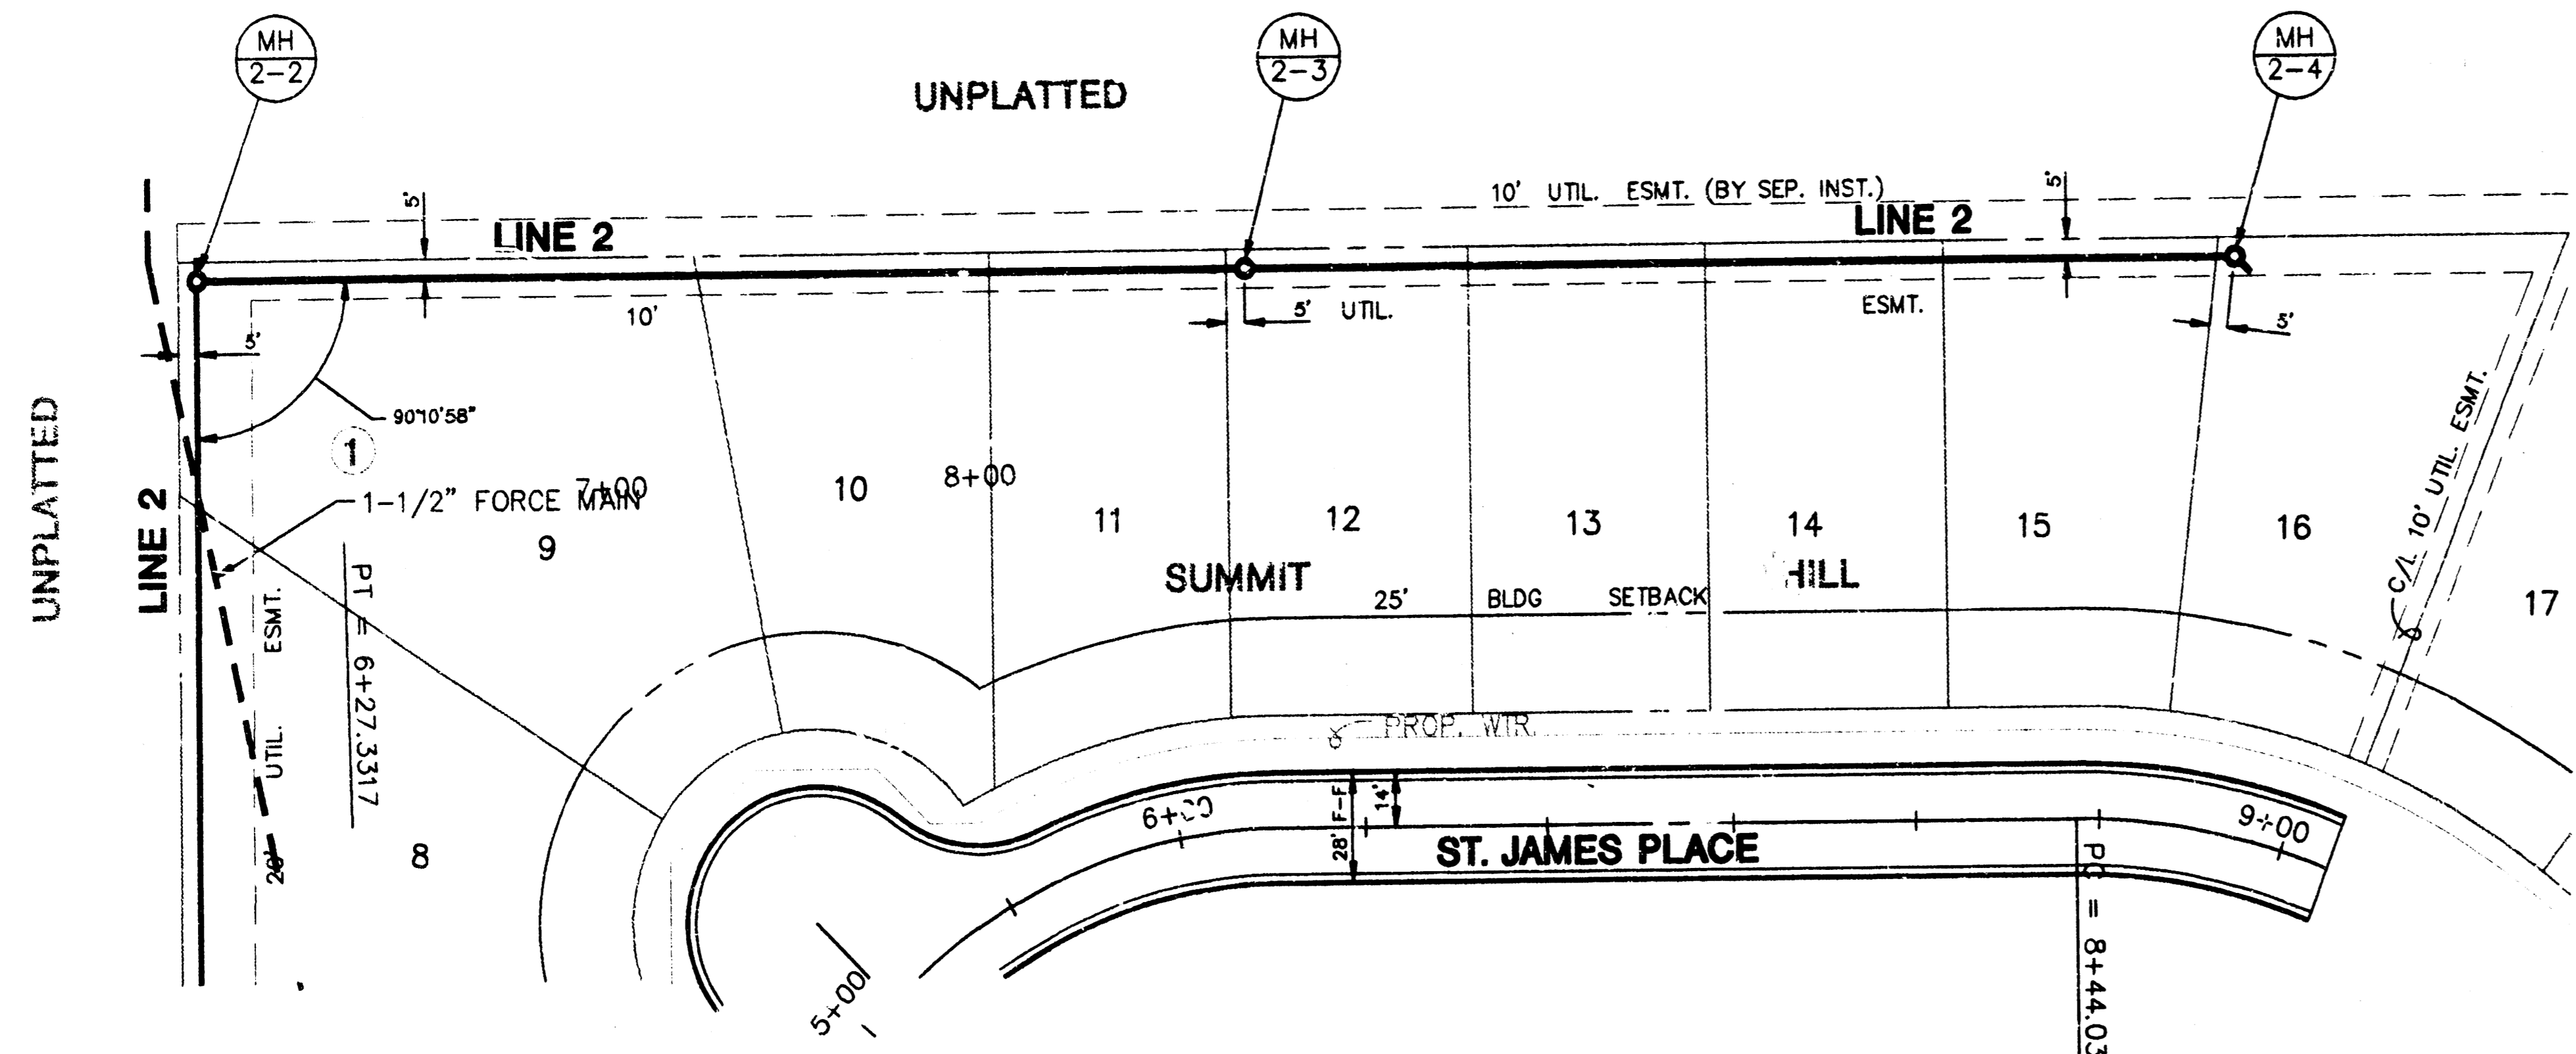 MH
2-2
MH
2-3
MH
2-4
UNPLATTED
10' UTIL. ESMT. (BY SEP. INST.)
5'
5'
LINE 2
LINE 2
10'
5' UTIL.
ESMT.
5'
5'
90°10'58"
1
UNPLATTED
LINE 2
1-1/2" FORCE MAIN
7+00
8+00
9
10
11
12
13
14
15
16
17
SUMMIT HILL
25' BLDG SETBACK
C/L 10' UTIL. ESMT.
PT = 6+27.3317
20' UTIL. ESMT.
8
PROP. WTR.
6+00
28' F-F
14'
ST. JAMES PLACE
9+00
5+00
PC = 8+44.03